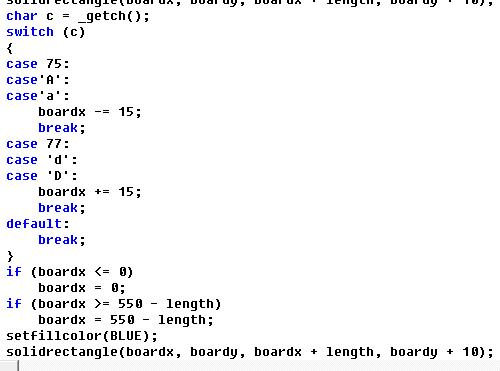 solidrectangle(boardx, boardy, boardx + length, boardy + 10);
char c = _getch();
switch (c)
{
case 75:
case'A':
case'a':
    boardx -= 15;
    break;
case 77:
case 'd':
case 'D':
    boardx += 15;
    break;
default:
    break;
}
if (boardx <= 0)
    boardx = 0;
if (boardx >= 550 - length)
    boardx = 550 - length;
setfillcolor(BLUE);
solidrectangle(boardx, boardy, boardx + length, boardy + 10);